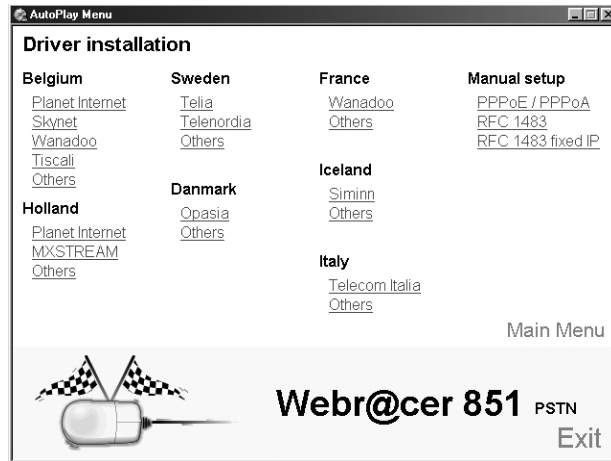 AutoPlay Menu
Driver installation
Belgium
Planet Internet
Skynet
Wanadoo
Tiscali
Others
Holland
Planet Internet
MXSTREAM
Others
Sweden
Telia
Telenordia
Others
Danmark
Opasia
Others
France
Wanadoo
Others
Iceland
Siminn
Others
Italy
Telecom Italia
Others
Manual setup
PPPoE / PPPoA
RFC 1483
RFC 1483 fixed IP
Main Menu
Webr@cer 851 PSTN
Exit